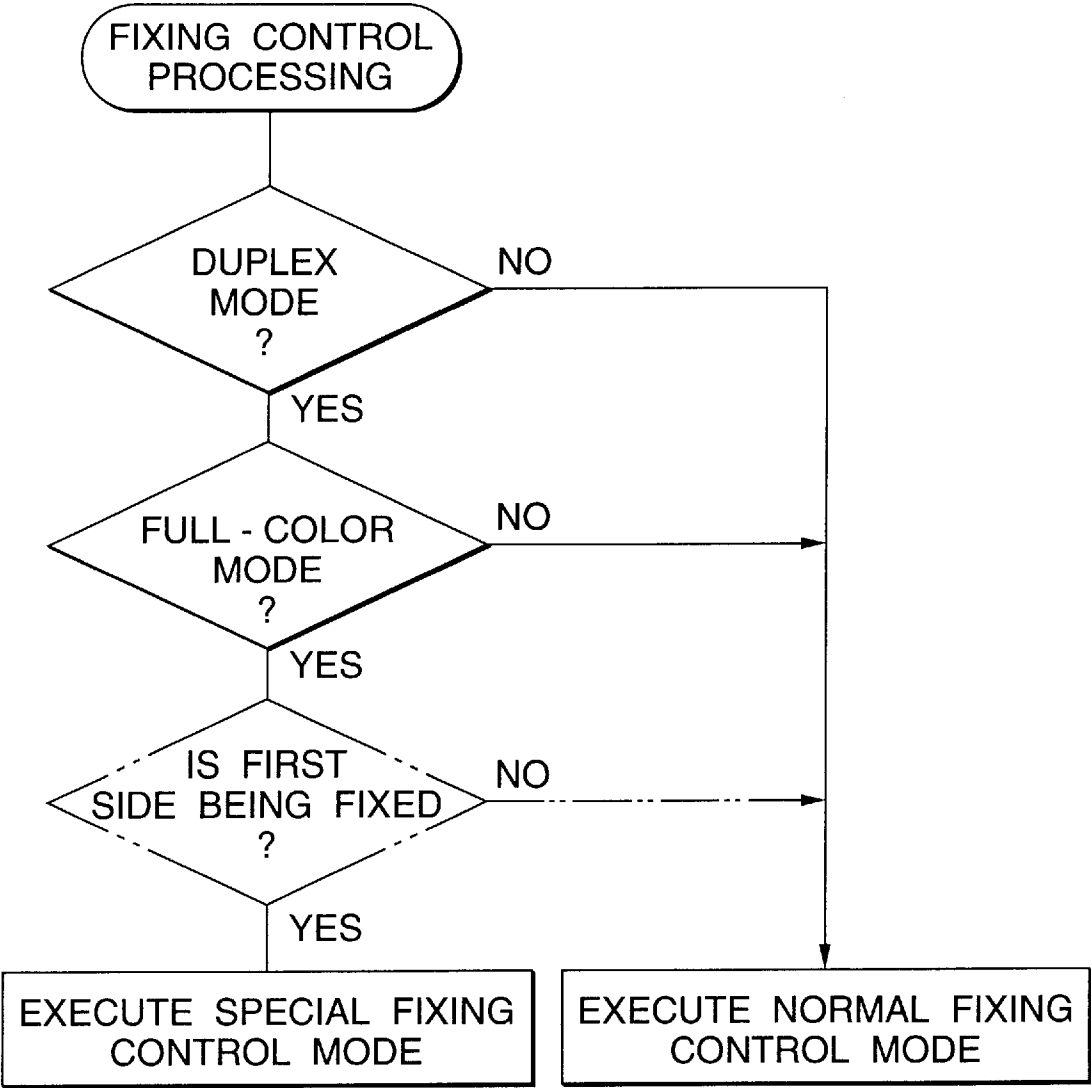 FIXING CONTROL
PROCESSING
DUPLEX
MODE
?
NO
YES
FULL - COLOR
MODE
?
NO
YES
IS FIRST
SIDE BEING FIXED
?
NO
YES
EXECUTE SPECIAL FIXING
CONTROL MODE
EXECUTE NORMAL FIXING
CONTROL MODE